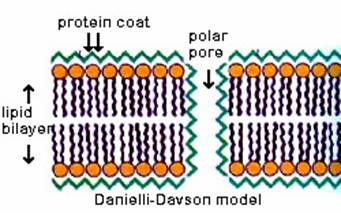 protein coat
polar
pore
lipid
bilayer
Danielli-Davson model